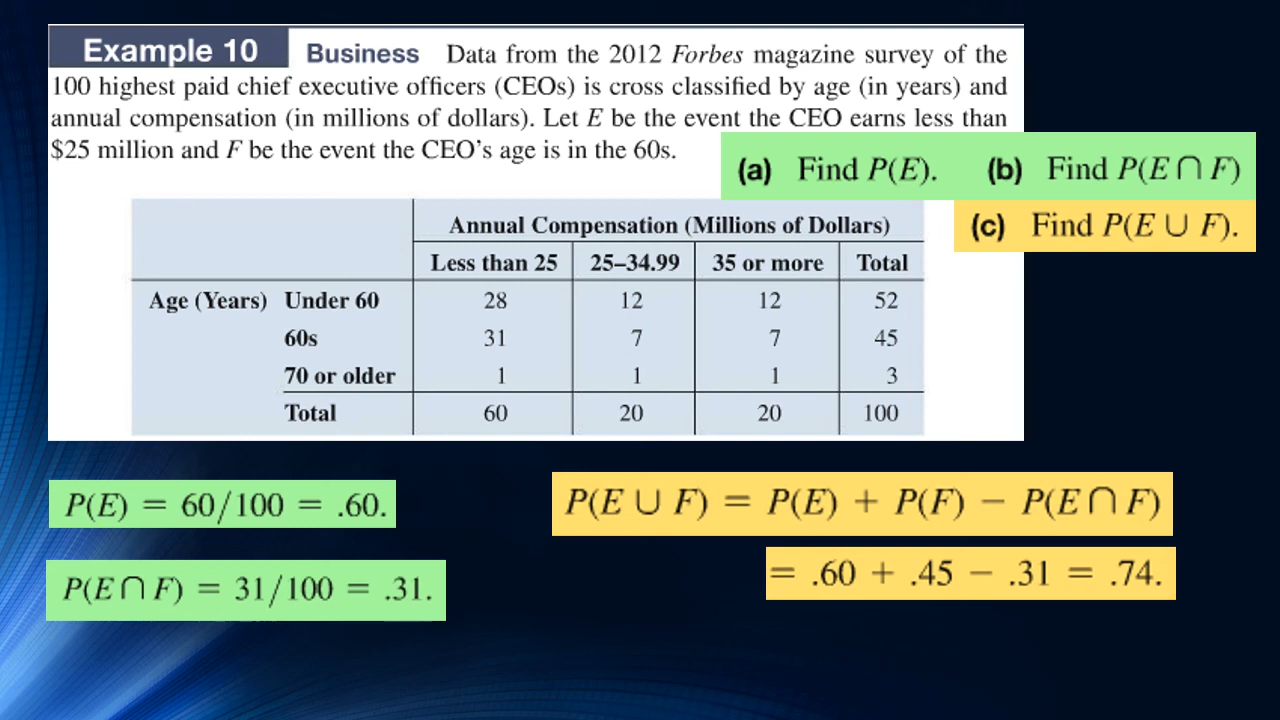 Example 10 Business Data from the 2012 Forbes magazine survey of the
100 highest paid chief executive officers (CEOs) is cross classified by age (in years) and
annual compensation (in millions of dollars). Let E be the event the CEO earns less than
$25 million and F be the event the CEO's age is in the 60s.
(a) Find P(E). (b) Find P(E ∩ F)
(c) Find P(E ∪ F).
Annual Compensation (Millions of Dollars)
Less than 25 25–34.99 35 or more Total
Age (Years) Under 60 28 12 12 52
60s 31 7 7 45
70 or older 1 1 1 3
Total 60 20 20 100
P(E) = 60/100 = .60.
P(E ∩ F) = 31/100 = .31.
P(E ∪ F) = P(E) + P(F) − P(E ∩ F)
= .60 + .45 − .31 = .74.